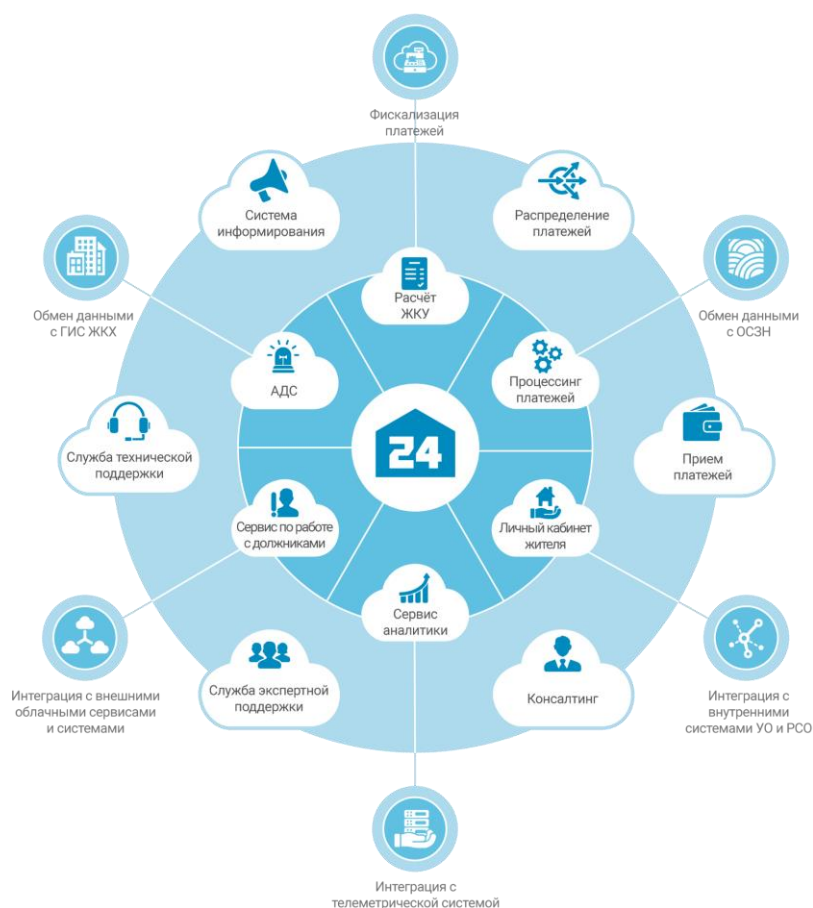 Фискализация
платежей
Система
информирования
Распределение
платежей
Расчёт
ЖКУ
Обмен данными
с ГИС ЖКХ
Обмен данными
с ОСЗН
АДС
Процессинг
платежей
24
Служба технической
поддержки
Прием
платежей
Сервис по работе
с должниками
Личный кабинет
жителя
Сервис
аналитики
Служба экспертной
поддержки
Консалтинг
Интеграция с внешними
облачными сервисами
и системами
Интеграция с
внутренними
системами УО и РСО
Интеграция с
телеметрической системой